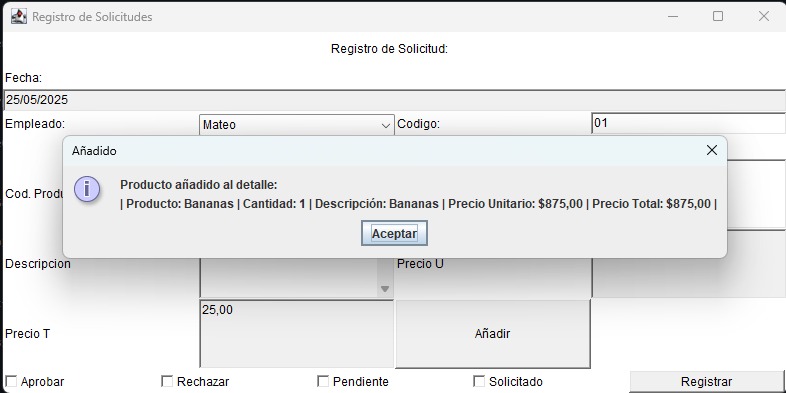 Registro de Solicitudes
Registro de Solicitud:
Fecha:
25/05/2025
Empleado:
Mateo
Codigo:
01
Añadido
Producto añadido al detalle:
| Producto: Bananas | Cantidad: 1 | Descripción: Bananas | Precio Unitario: $875,00 | Precio Total: $875,00 |
Aceptar
Cod.
Descripcion
Precio U
25,00
Precio T
Añadir
Aprobar
Rechazar
Pendiente
Solicitado
Registrar